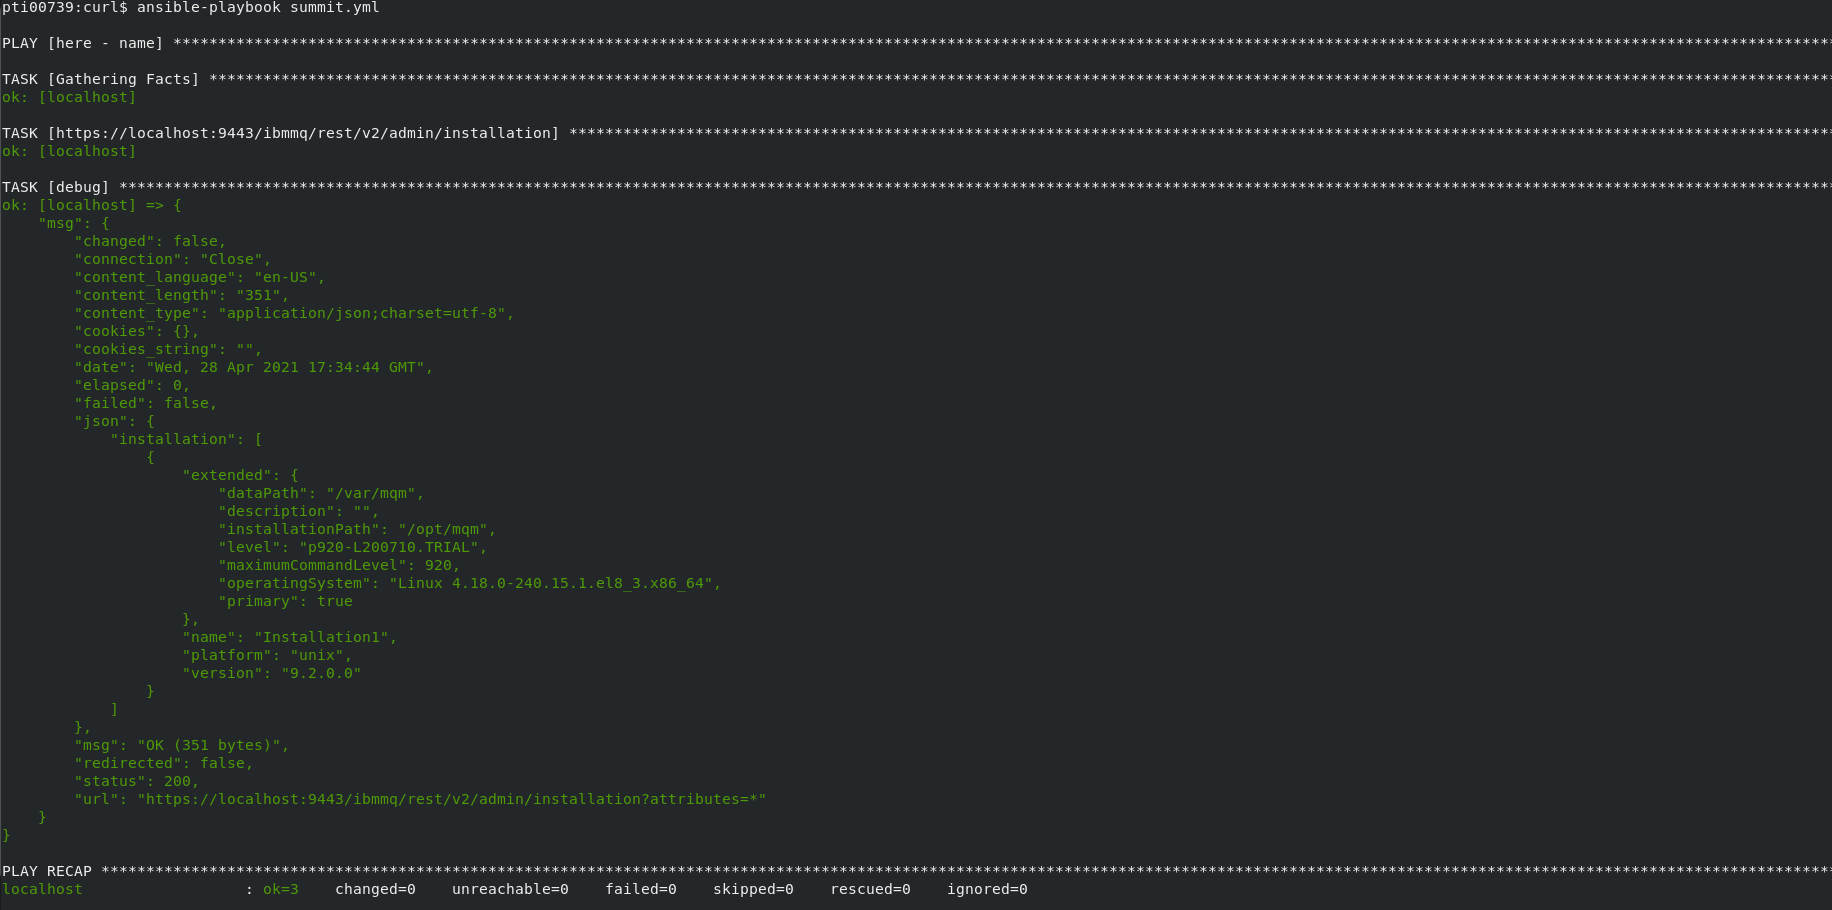 pti00739:curl$ ansible-playbook summit.yml
PLAY [here - name] ****************************************************************************************************************************************************************************************
TASK [Gathering Facts] ************************************************************************************************************************************************************************************
ok: [localhost]
TASK [https://localhost:9443/ibmmq/rest/v2/admin/installation] ********************************************************************************************************************************************
ok: [localhost]
TASK [debug] **********************************************************************************************************************************************************************************************
ok: [localhost] => {
    "msg": {
        "changed": false,
        "connection": "Close",
        "content_language": "en-US",
        "content_length": "351",
        "content_type": "application/json;charset=utf-8",
        "cookies": {},
        "cookies_string": "",
        "date": "Wed, 28 Apr 2021 17:34:44 GMT",
        "elapsed": 0,
        "failed": false,
        "json": {
            "installation": [
                {
                    "extended": {
                        "dataPath": "/var/mqm",
                        "description": "",
                        "installationPath": "/opt/mqm",
                        "level": "p920-L200710.TRIAL",
                        "maximumCommandLevel": 920,
                        "operatingSystem": "Linux 4.18.0-240.15.1.el8_3.x86_64",
                        "primary": true
                    },
                    "name": "Installation1",
                    "platform": "unix",
                    "version": "9.2.0.0"
                }
            ]
        },
        "msg": "OK (351 bytes)",
        "redirected": false,
        "status": 200,
        "url": "https://localhost:9443/ibmmq/rest/v2/admin/installation?attributes=*"
    }
}
PLAY RECAP ************************************************************************************************************************************************************************************************
localhost                  : ok=3    changed=0    unreachable=0    failed=0    skipped=0    rescued=0    ignored=0